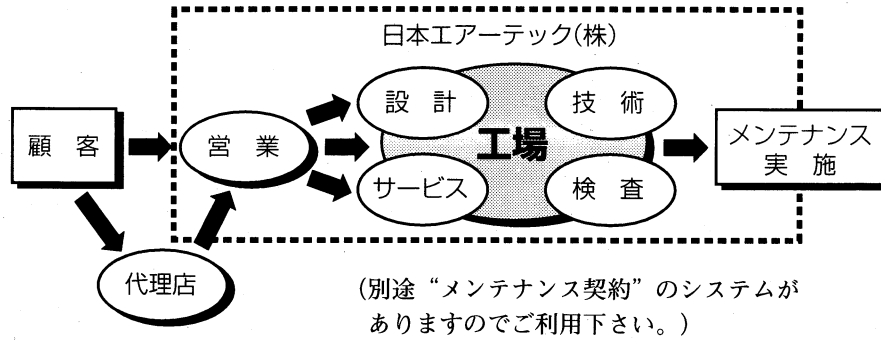 日本エアーテック(株)
設計
技術
顧客
営業
工場
メンテナンス
実施
サービス
検査
代理店
(別途“メンテナンス契約”のシステムが
ありますのでご利用下さい。)